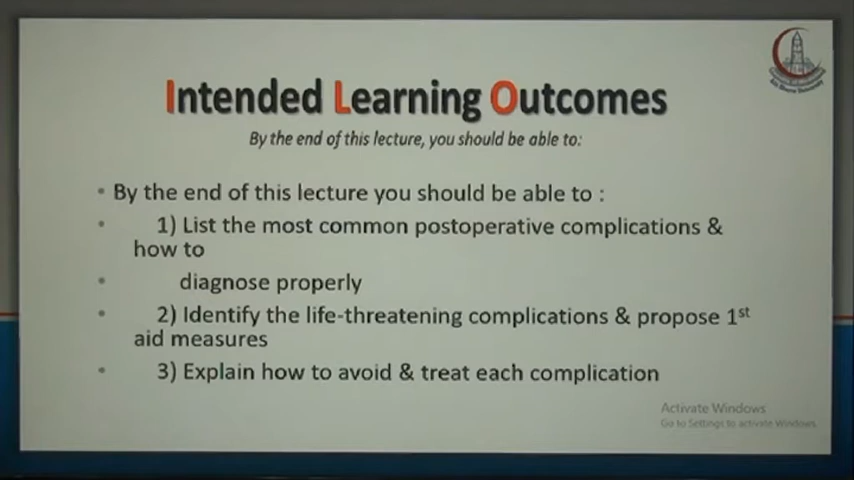 Intended Learning Outcomes
By the end of this lecture, you should be able to:
• By the end of this lecture you should be able to :
• 1) List the most common postoperative complications &
how to
• diagnose properly
• 2) Identify the life-threatening complications & propose 1st
aid measures
• 3) Explain how to avoid & treat each complication
Activate Windows
Go to Settings to activate Windows.
Ain Shams University